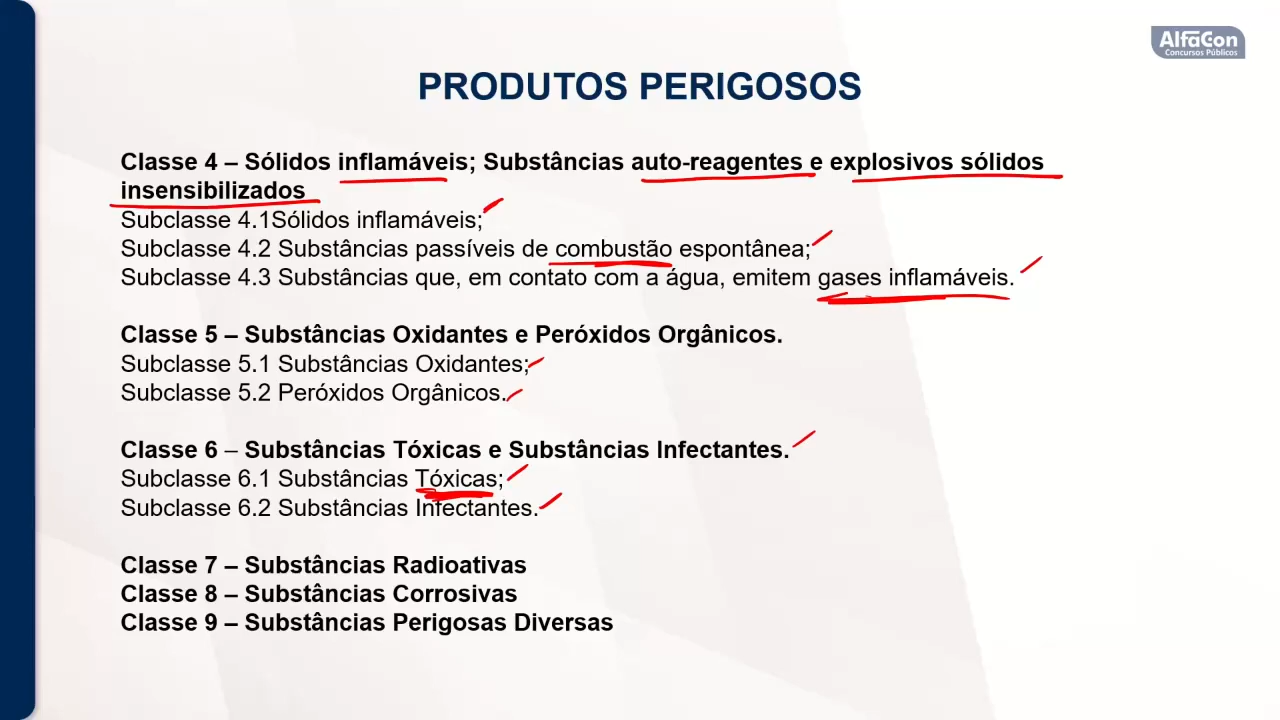 AlfaCon
Concursos Públicos
PRODUTOS PERIGOSOS
Classe 4 – Sólidos inflamáveis; Substâncias auto-reagentes e explosivos sólidos
insensibilizados
Subclasse 4.1Sólidos inflamáveis;
Subclasse 4.2 Substâncias passíveis de combustão espontânea;
Subclasse 4.3 Substâncias que, em contato com a água, emitem gases inflamáveis.
Classe 5 – Substâncias Oxidantes e Peróxidos Orgânicos.
Subclasse 5.1 Substâncias Oxidantes;
Subclasse 5.2 Peróxidos Orgânicos.
Classe 6 – Substâncias Tóxicas e Substâncias Infectantes.
Subclasse 6.1 Substâncias Tóxicas;
Subclasse 6.2 Substâncias Infectantes.
Classe 7 – Substâncias Radioativas
Classe 8 – Substâncias Corrosivas
Classe 9 – Substâncias Perigosas Diversas